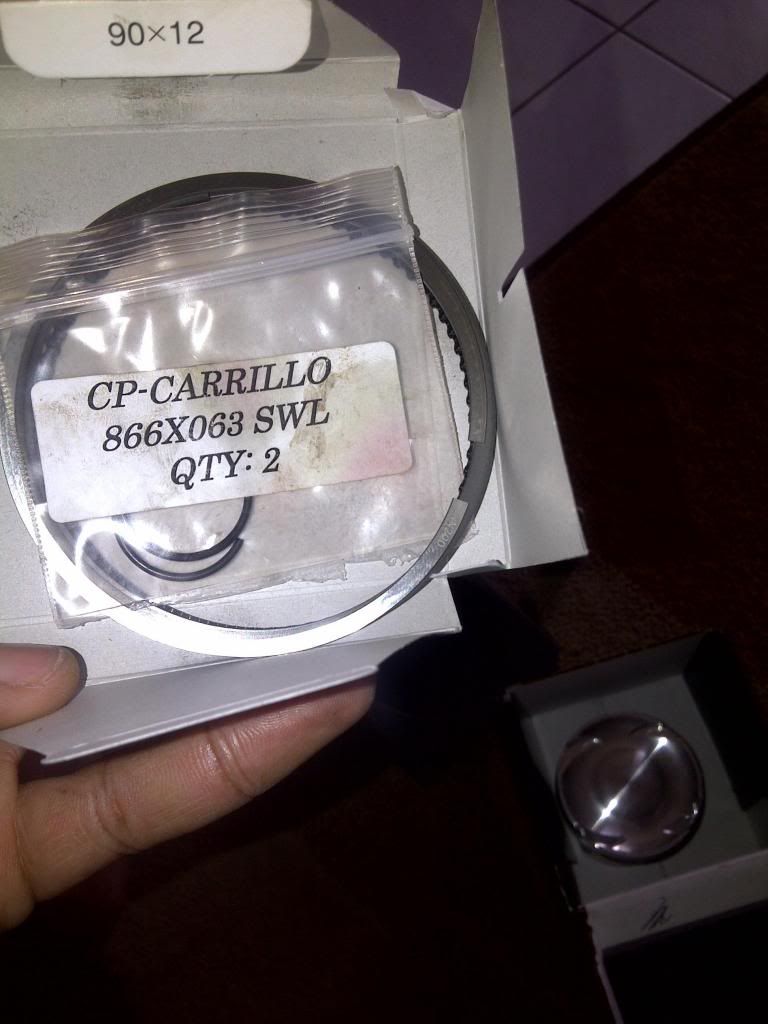 90×12
CP-CARRILLO
866X063 SWL
QTY: 2